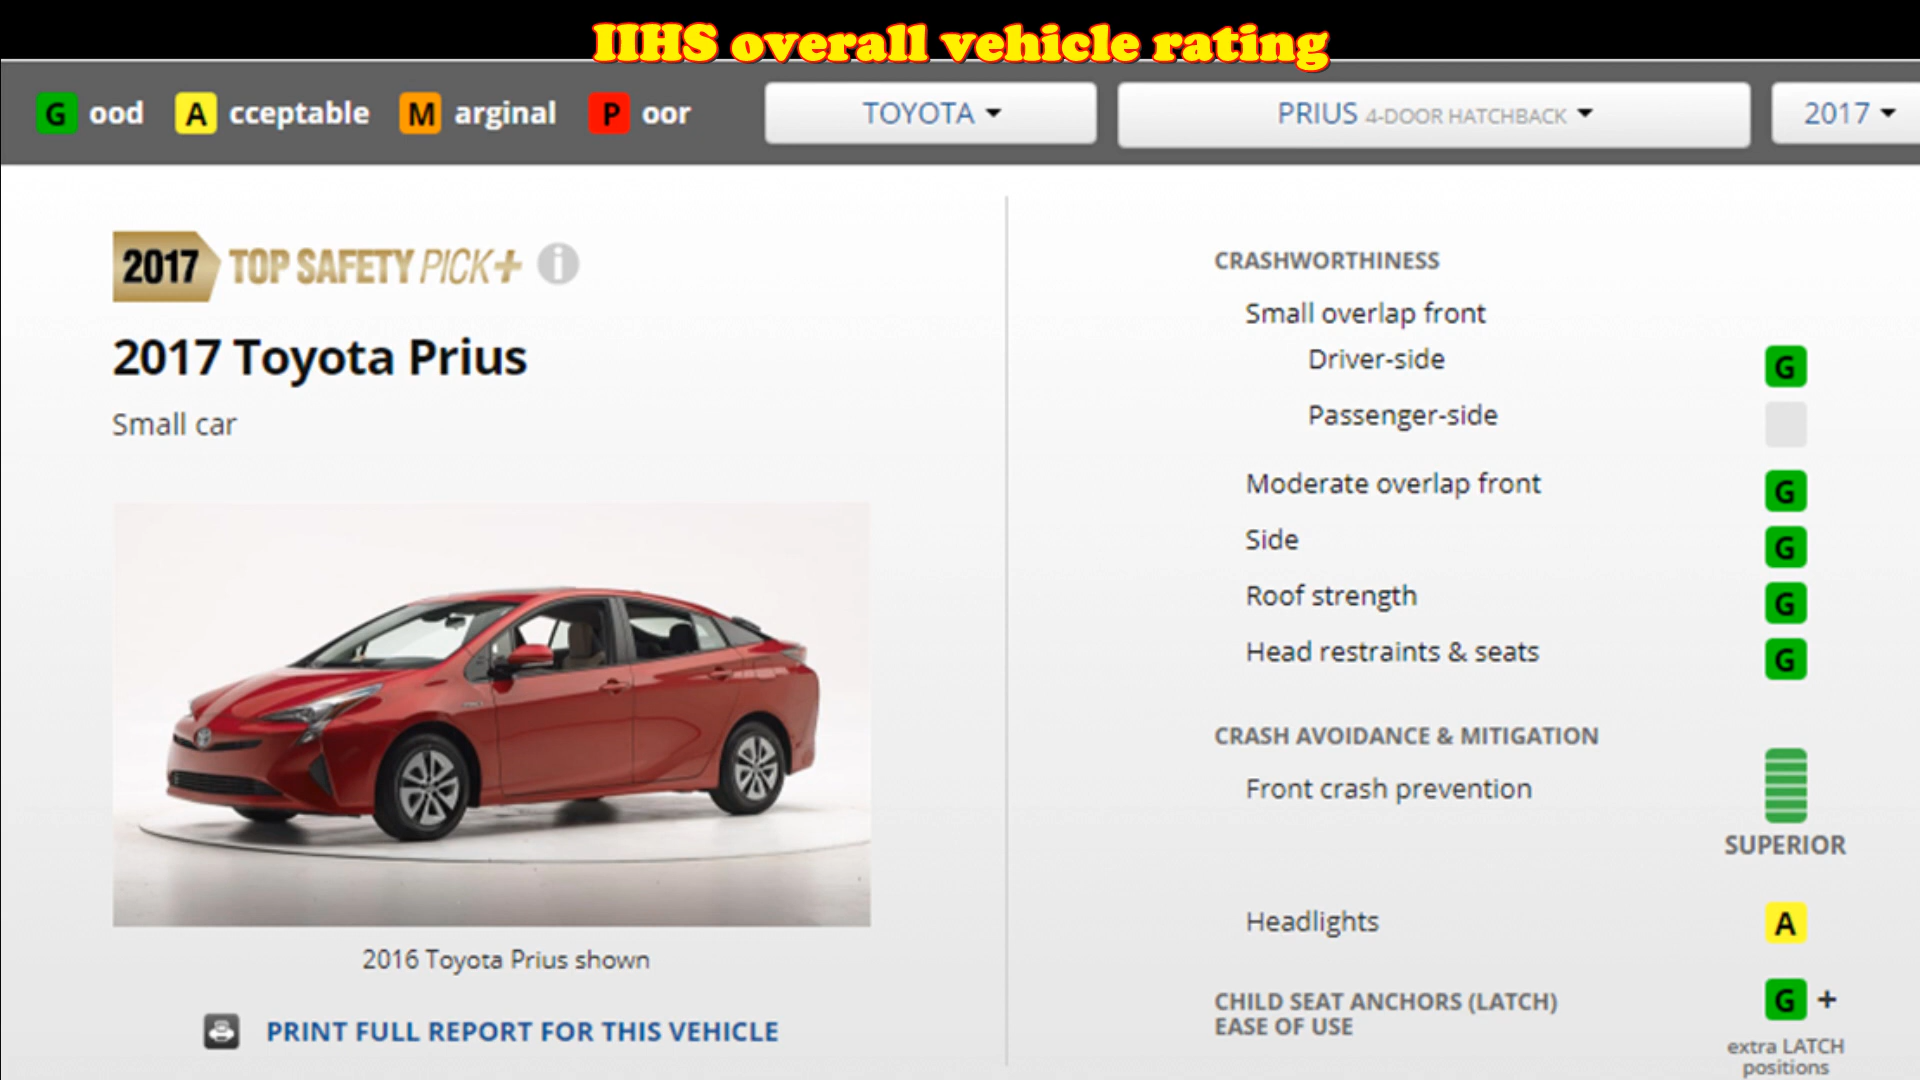 IIHS overall vehicle rating
G ood A cceptable M arginal P oor TOYOTA PRIUS 4-DOOR HATCHBACK 2017
2017 TOP SAFETY PICK+ i
2017 Toyota Prius
Small car
2016 Toyota Prius shown
PRINT FULL REPORT FOR THIS VEHICLE
CRASHWORTHINESS
Small overlap front
Driver-side G
Passenger-side
Moderate overlap front G
Side G
Roof strength G
Head restraints & seats G
CRASH AVOIDANCE & MITIGATION
Front crash prevention
SUPERIOR
Headlights A
CHILD SEAT ANCHORS (LATCH)
EASE OF USE
G +
extra LATCH
positions